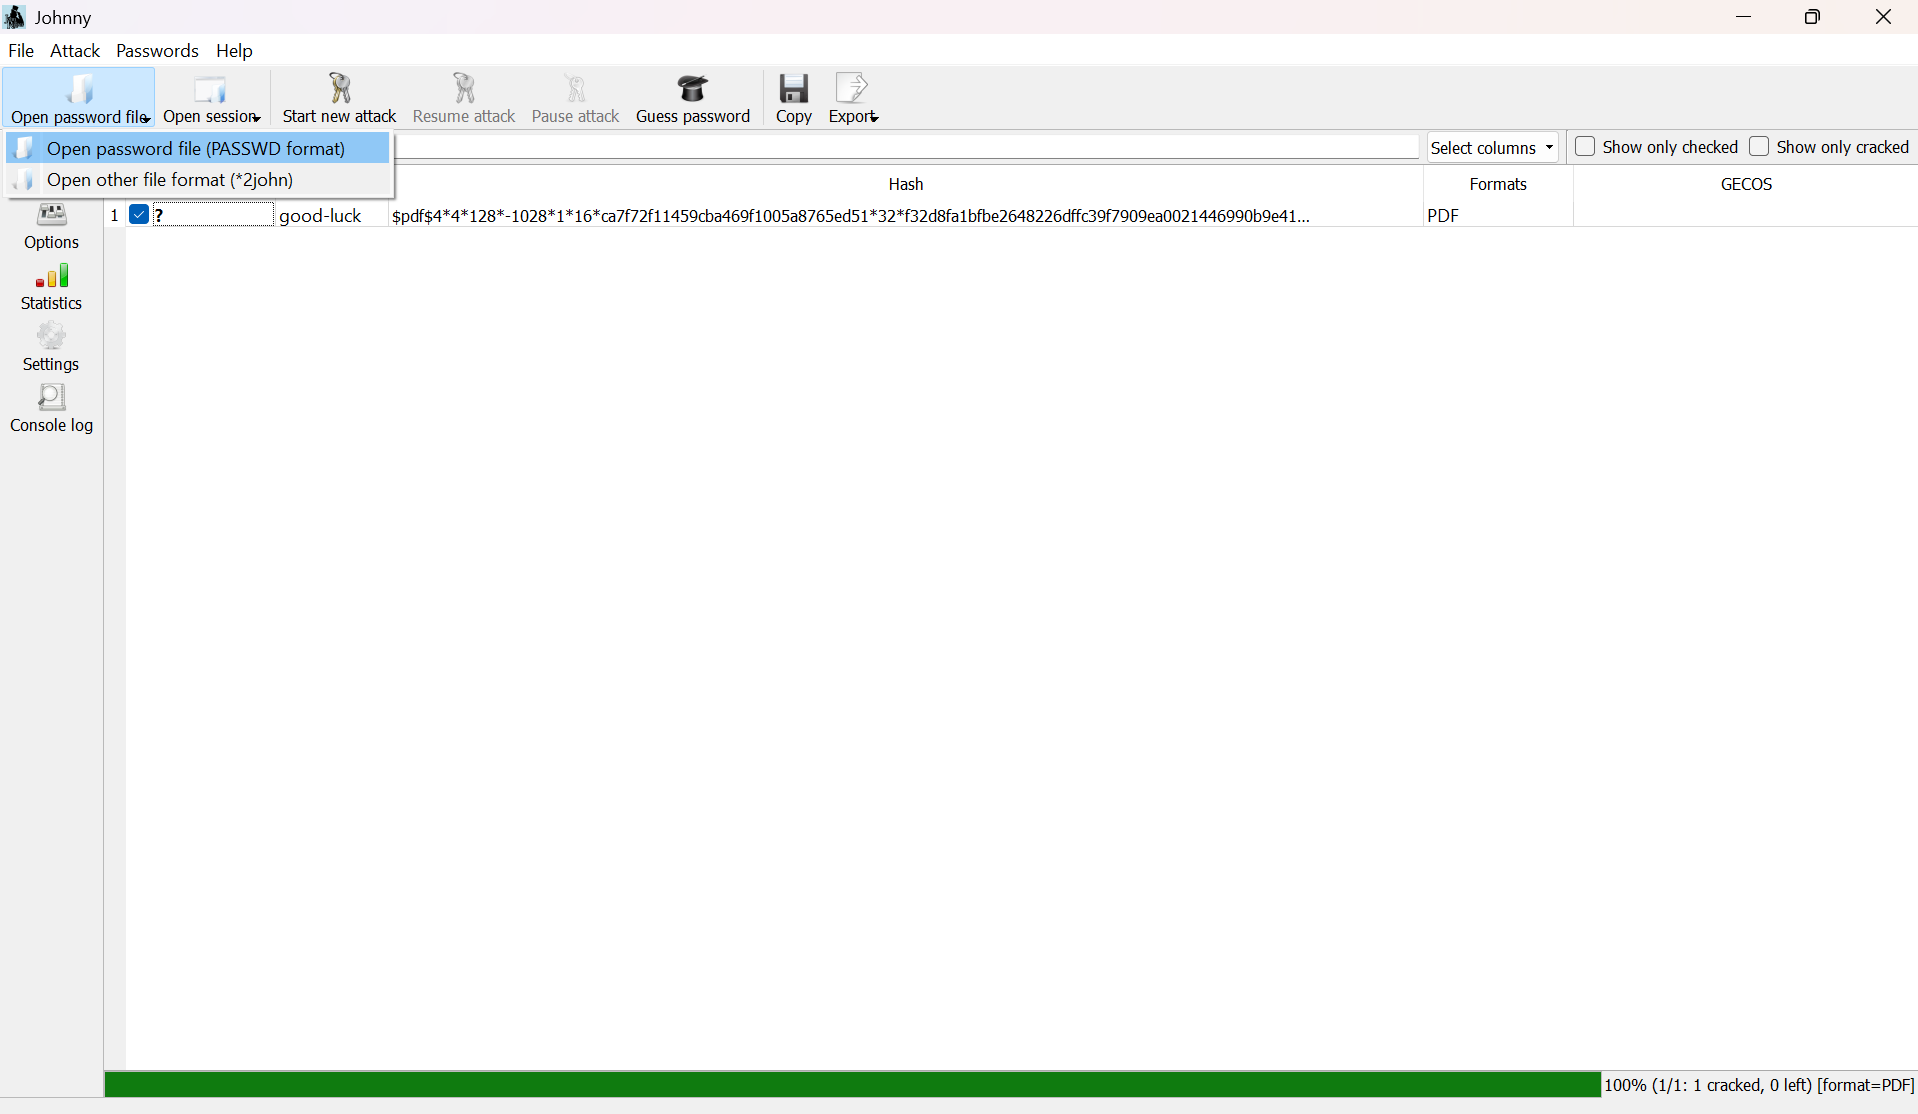 Johnny
File Attack Passwords Help
Open password file Open session Start new attack Resume attack Pause attack Guess password Copy Export
Open password file (PASSWD format)
Select columns Show only checked Show only cracked
Open other file format (*2john)
Hash Formats GECOS
1 ? good-luck $pdf$4*4*128*-1028*1*16*ca7f72f11459cba469f1005a8765ed51*32*f32d8fa1bfbe2648226dffc39f7909ea0021446990b9e41... PDF
Options
Statistics
Settings
Console log
100% (1/1: 1 cracked, 0 left) [format=PDF]